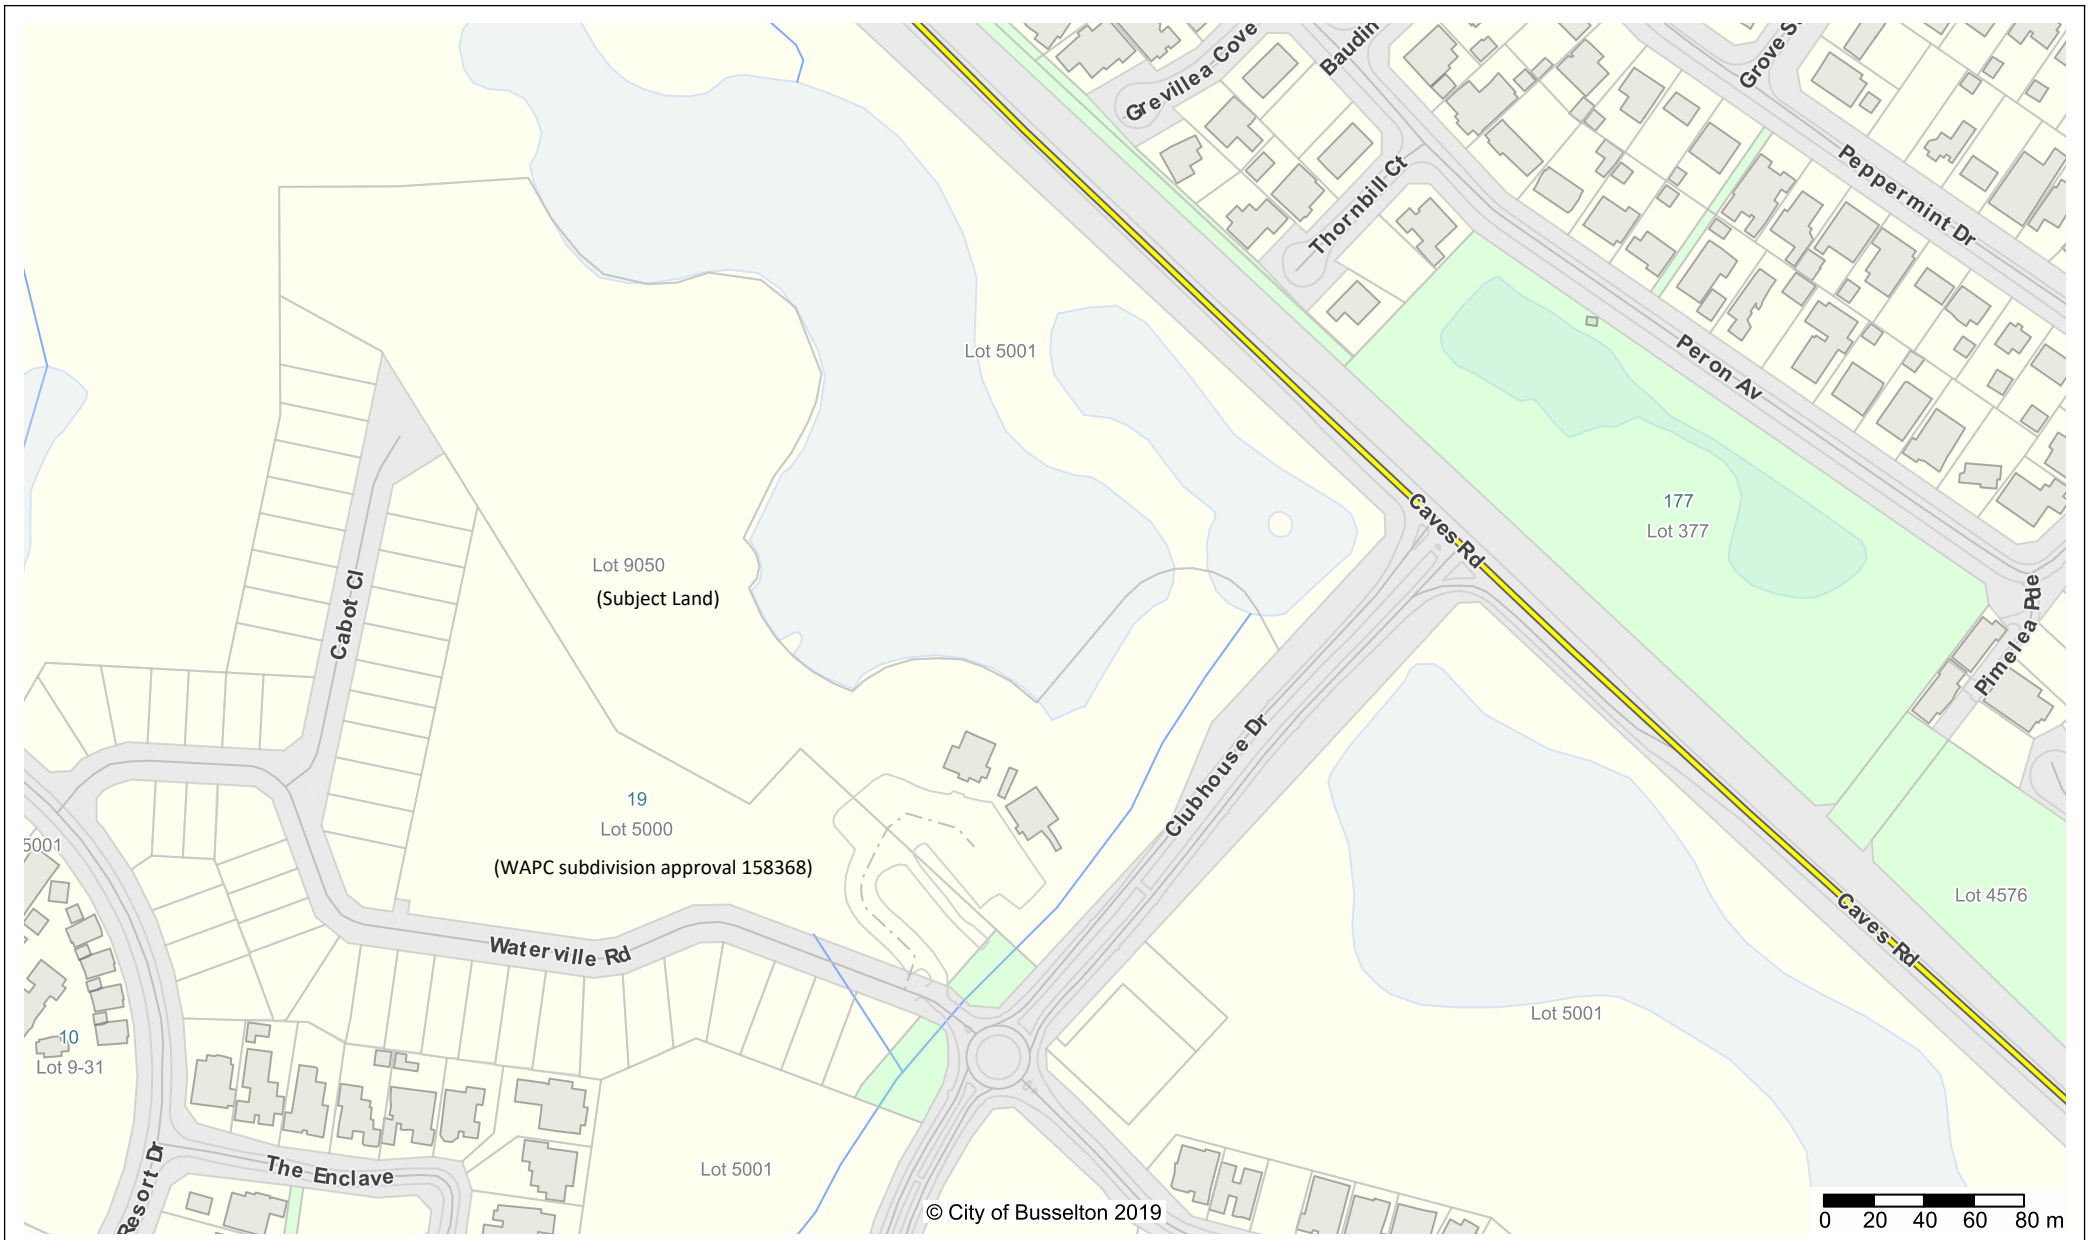 Grevillea Cove
Baudin
Grove S
Peppermint Dr
Thornbill Ct
Lot 5001
Peron Av
177
Lot 377
Caves Rd
Lot 9050
(Subject Land)
Cabot Cl
Pimelea Pde
Clubhouse Dr
19
Lot 5000
(WAPC subdivision approval 158368)
5001
Lot 4576
Caves Rd
Waterville Rd
Lot 5001
10
Lot 9-31
Resort Dr
The Enclave
Lot 5001
© City of Busselton 2019
0 20 40 60 80 m